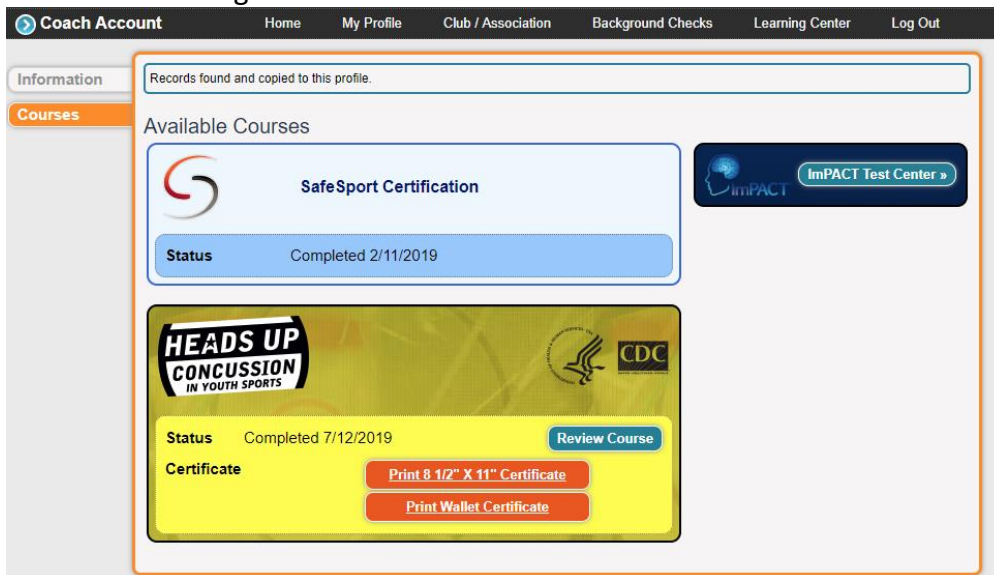 Coach Account Home My Profile Club / Association Background Checks Learning Center Log Out
Information
Courses
Records found and copied to this profile.
Available Courses
SafeSport Certification
Status Completed 2/11/2019
ImPACT
ImPACT Test Center »
HEADS UP
CONCUSSION
IN YOUTH SPORTS
CDC
Status Completed 7/12/2019 Review Course
Certificate
Print 8 1/2" X 11" Certificate
Print Wallet Certificate